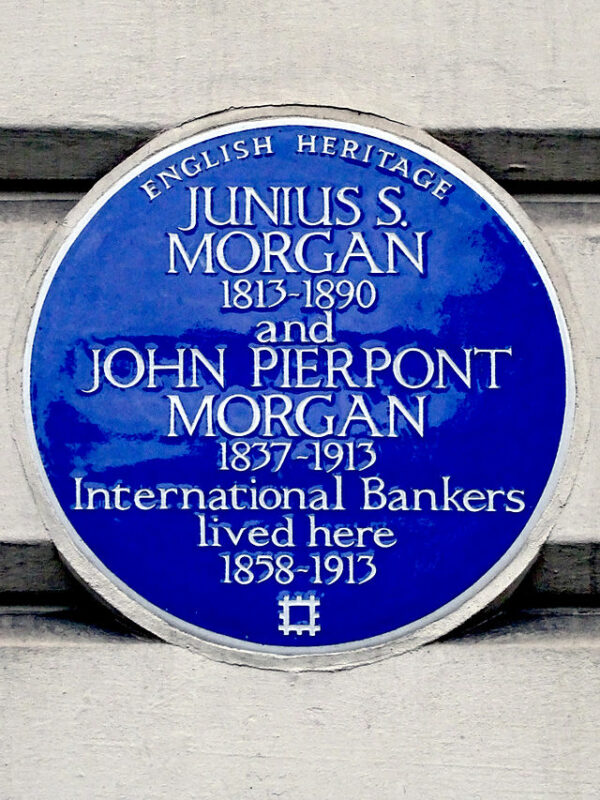 ENGLISH HERITAGE
JUNIUS S.
MORGAN
1813-1890
and
JOHN PIERPONT
MORGAN
1837-1913
International Bankers
lived here
1858-1913